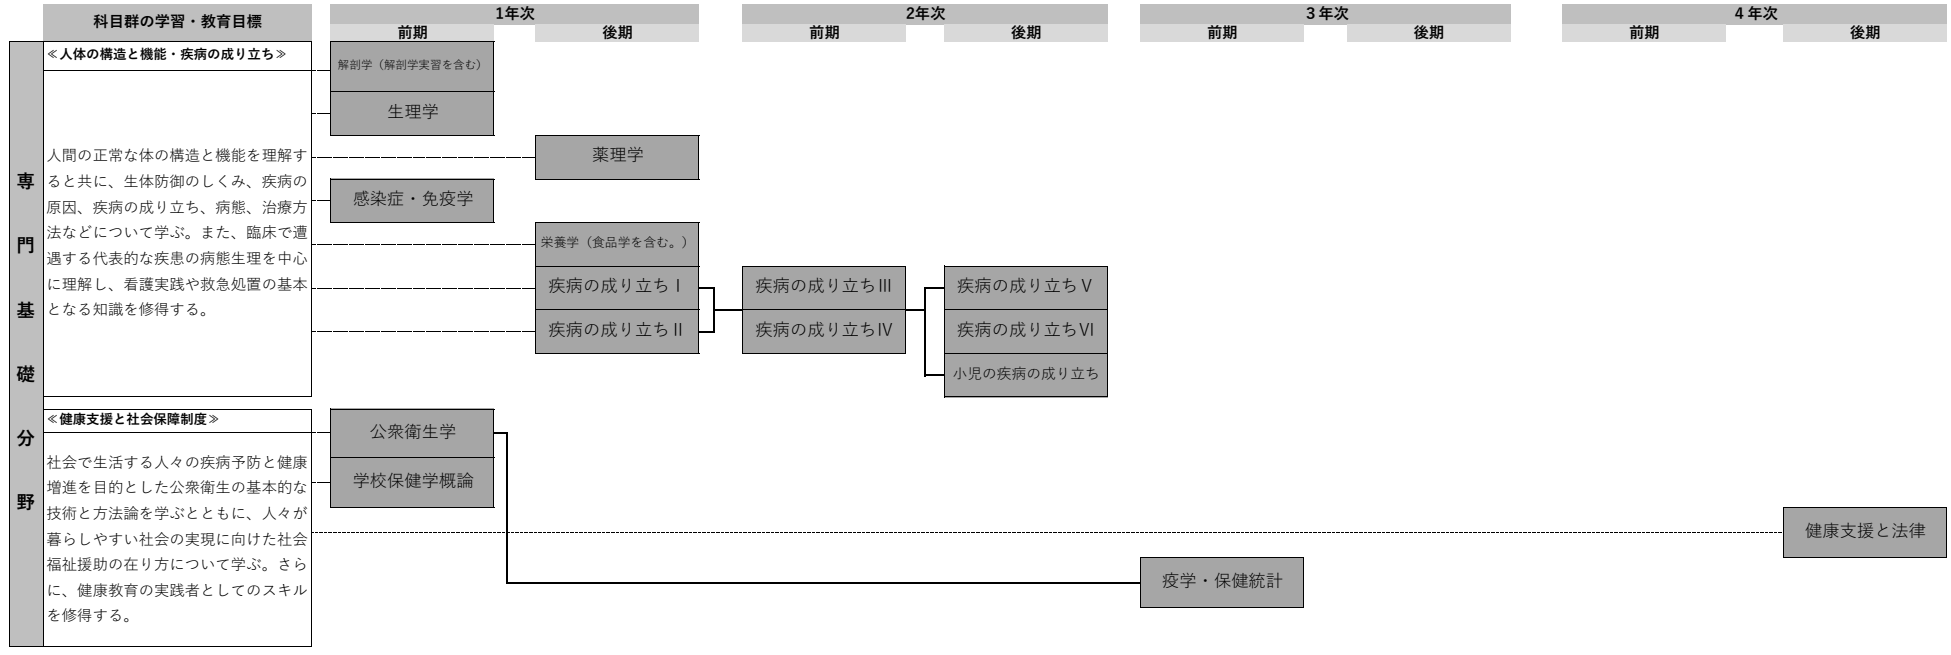 科目群の学習・教育目標
1年次
2年次
３年次
４年次
前期
後期
前期
後期
前期
後期
前期
後期
専門基礎分野
≪人体の構造と機能・疾病の成り立ち≫
人間の正常な体の構造と機能を理解す
ると共に、生体防御のしくみ、疾病の
原因、疾病の成り立ち、病態、治療方
法などについて学ぶ。また、臨床で遭
遇する代表的な疾患の病態生理を中心
に理解し、看護実践や救急処置の基本
となる知識を修得する。
解剖学（解剖学実習を含む）
生理学
薬理学
感染症・免疫学
栄養学（食品学を含む。）
疾病の成り立ちⅠ
疾病の成り立ちⅢ
疾病の成り立ちⅤ
疾病の成り立ちⅡ
疾病の成り立ちⅣ
疾病の成り立ちⅥ
小児の疾病の成り立ち
≪健康支援と社会保障制度≫
社会で生活する人々の疾病予防と健康
増進を目的とした公衆衛生の基本的な
技術と方法論を学ぶとともに、人々が
暮らしやすい社会の実現に向けた社会
福祉援助の在り方について学ぶ。さら
に、健康教育の実践者としてのスキル
を修得する。
公衆衛生学
学校保健学概論
健康支援と法律
疫学・保健統計